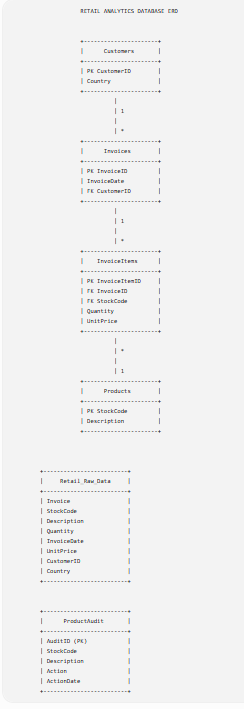 RETAIL ANALYTICS DATABASE ERD
Customers
PK CustomerID
Country
1
*
Invoices
PK InvoiceID
InvoiceDate
FK CustomerID
1
*
InvoiceItems
PK InvoiceItemID
FK InvoiceID
FK StockCode
Quantity
UnitPrice
*
1
Products
PK StockCode
Description
Retail_Raw_Data
Invoice
StockCode
Description
Quantity
InvoiceDate
UnitPrice
CustomerID
Country
ProductAudit
AuditID (PK)
StockCode
Description
Action
ActionDate